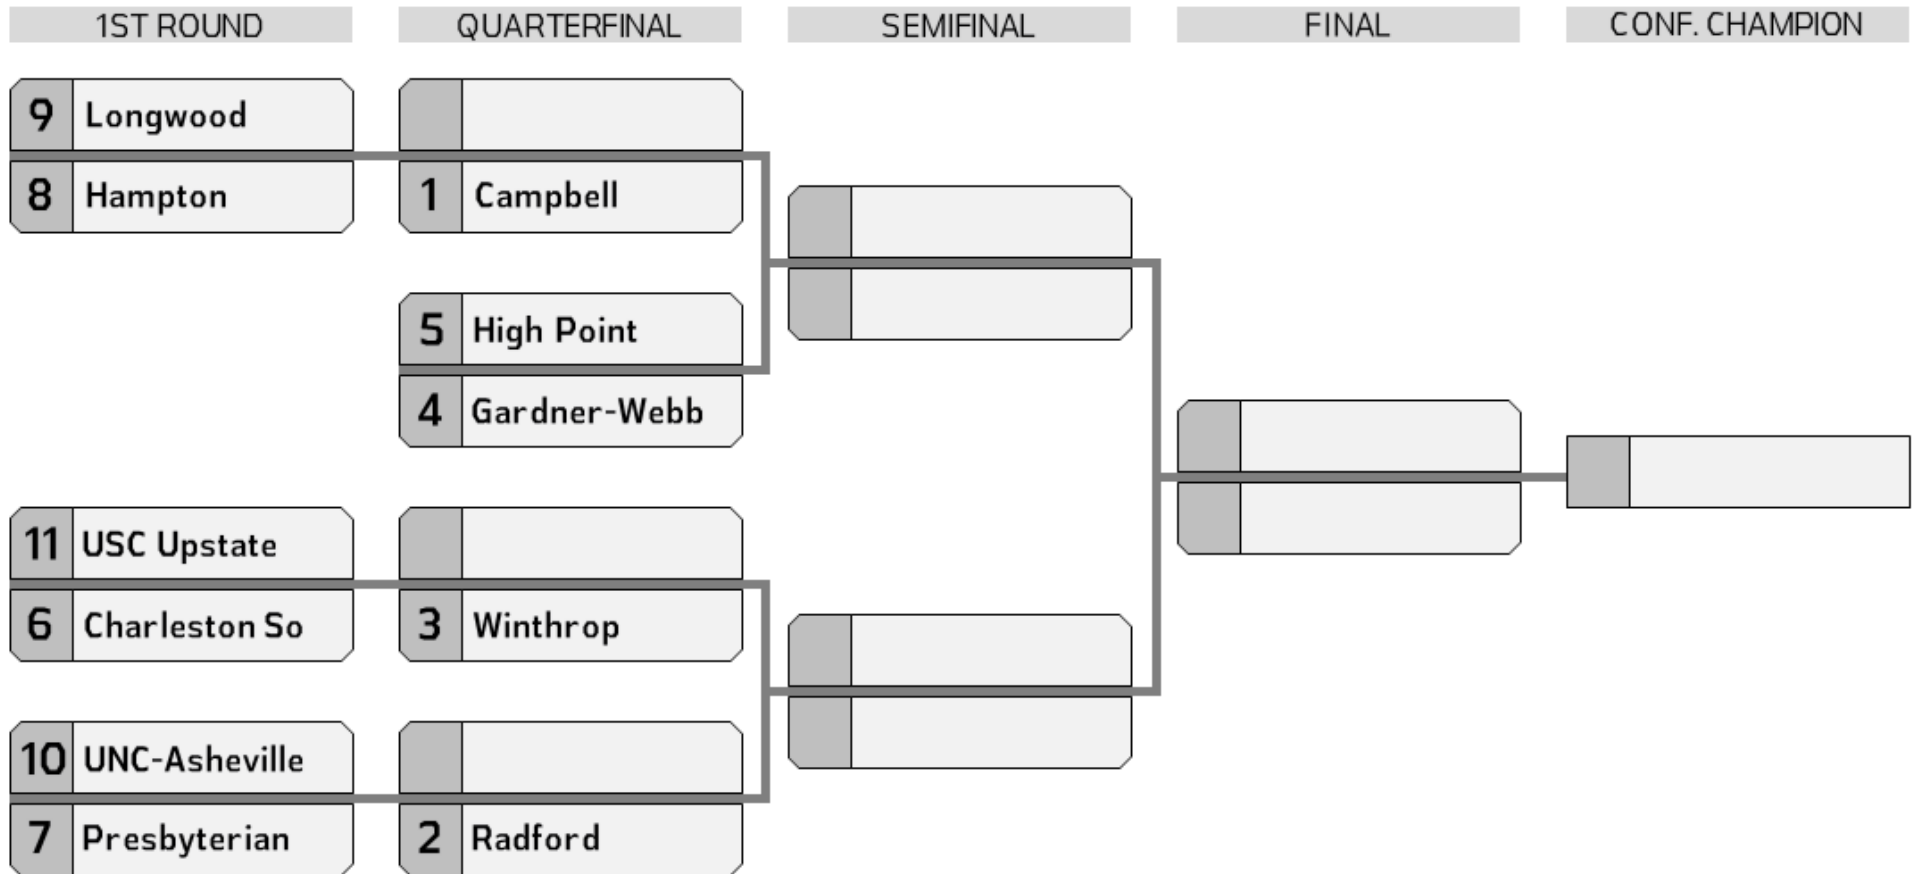 1ST ROUND QUARTERFINAL SEMIFINAL FINAL CONF. CHAMPION
9 Longwood
8 Hampton
1 Campbell
5 High Point
4 Gardner-Webb
11 USC Upstate
6 Charleston So
3 Winthrop
10 UNC-Asheville
7 Presbyterian
2 Radford